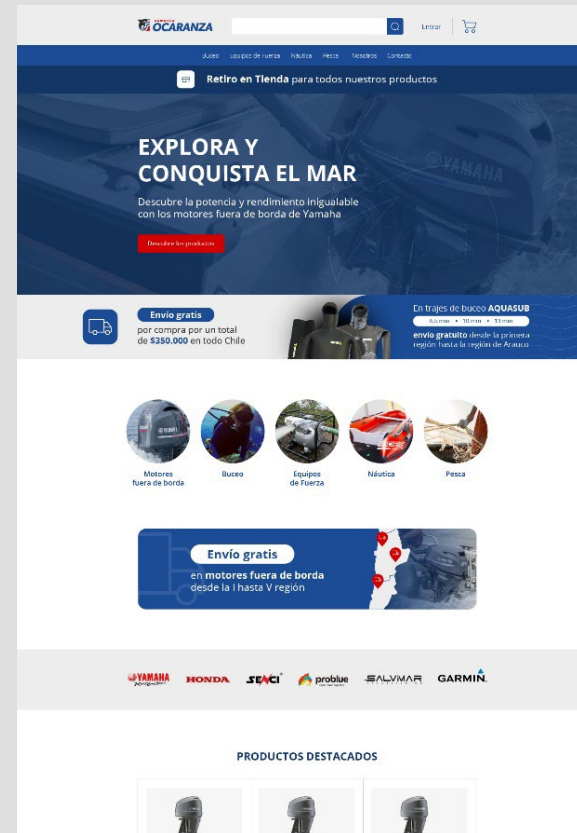 OCARANZA
Entrar
Buceo Equipos de Fuerza Náutica Pesca Nosotros Contacto
Retiro en Tienda para todos nuestros productos
EXPLORA Y
CONQUISTA EL MAR
Descubre la potencia y rendimiento inigualable
con los motores fuera de borda de Yamaha
Descubre los productos
YAMAHA
Envío gratis
por compra por un total
de $350.000 en todo Chile
En trajes de buceo AQUASUB
envío gratuito desde la primera
región hasta la región de Arauco
Motores
fuera de borda
Buceo
Equipos
de Fuerza
Náutica
Pesca
Envío gratis
en motores fuera de borda
desde la I hasta V región
YAMAHA HONDA SENCI problue SALVIMAR GARMIN
PRODUCTOS DESTACADOS